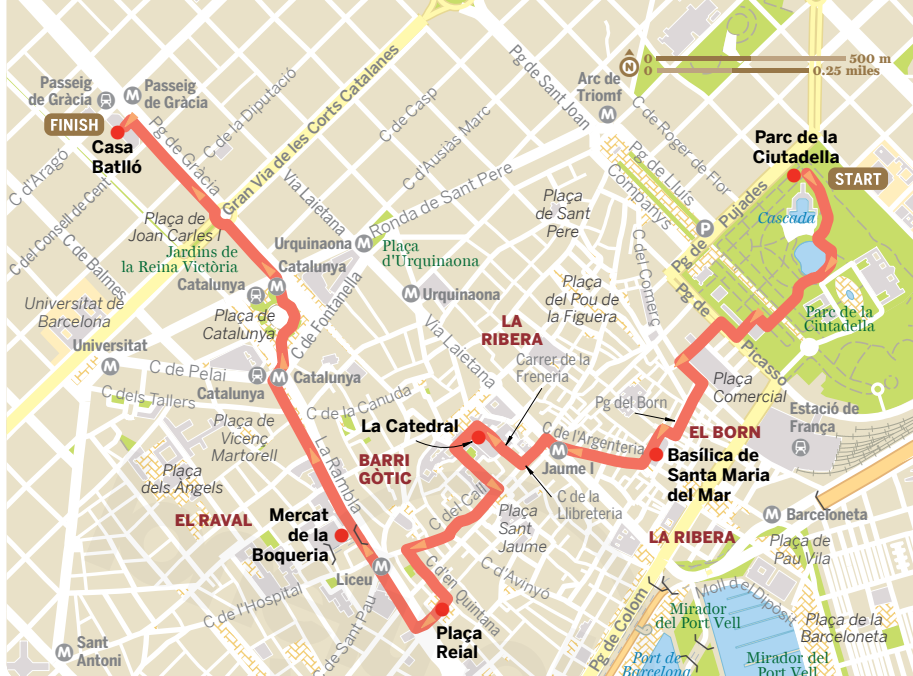 0 500 m
N
0 0.25 miles
Passeig
de Gràcia
M
Passeig
de Gràcia
FINISH
Casa
Batlló
Pg de Gràcia
C de la Diputació
Gran Via de les Corts Catalanes
C de Casp
C de Ausiàs Marc
Pg de Sant Joan
Arc de
Triomf
M
C de Roger de Flor
Pg de Lluís
Companys
Parc de la
Ciutadella
START
Cascada
C d'Aragó
C del Consell de Cent
C de Balmes
Plaça de
Joan Carles I
Jardins de
la Reina Victòria
Via Laietana
Ronda de Sant Pere
Plaça
de Sant
Pere
P
Pg de Pujades
Urquinaona
M
Plaça
d'Urquinaona
Catalunya
Catalunya
M
M
Urquinaona
C de Fontanella
Plaça de
Catalunya
Universitat de
Barcelona
Universitat
M
C de Pelai
C dels Tallers
Catalunya
M
Catalunya
Via Laietana
LA
RIBERA
Plaça
del Pou de
la Figuera
C del Comerç
Pg de
Picasso
Parc de la
Ciutadella
Carrer de la
Freneria
Pg del Born
Plaça
Comercial
Estació de
França
C de la Canuda
Plaça de
Vicenç
Martorell
La Rambla
La Catedral
C de l'Argenteria
M
Jaume I
EL BORN
Basílica de
Santa Maria
del Mar
BARRI
GÒTIC
Plaça
dels Àngels
EL RAVAL
Mercat
de la
Boqueria
C del Call
Plaça
Sant
Jaume
C de la
Llibreteria
LA RIBERA
M
Barceloneta
Plaça de
Pau Vila
Liceu
M
C d'en Quintana
C d'Avinyó
C de l'Hospital
C de Sant Pau
Plaça
Reial
Pg de Colom
Moll del Dipòsit
Mirador
del Port Vell
Plaça de la
Barceloneta
M
Sant
Antoni
Port de
Barcelona
Mirador del
Port Vell